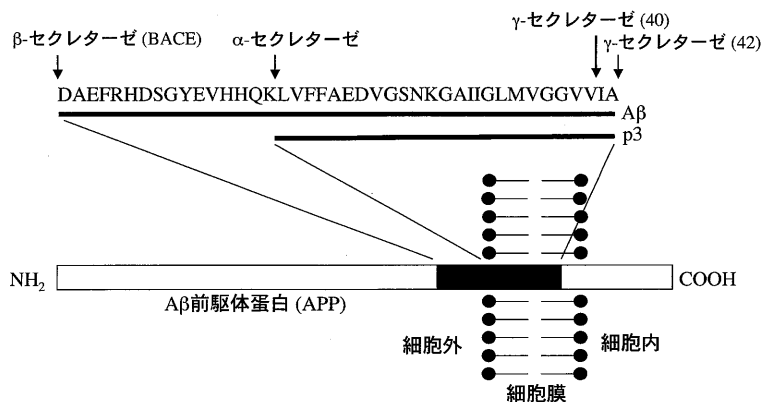 γ-セクレターゼ (40)
β-セクレターゼ (BACE)
α-セクレターゼ
γ-セクレターゼ (42)
DAEFRHDSGYEVHHQKLVFFAEDVGSNKGAIIGLMVGGVVIA
Aβ
p3
NH2
COOH
Aβ前駆体蛋白 (APP)
細胞外
細胞内
細胞膜